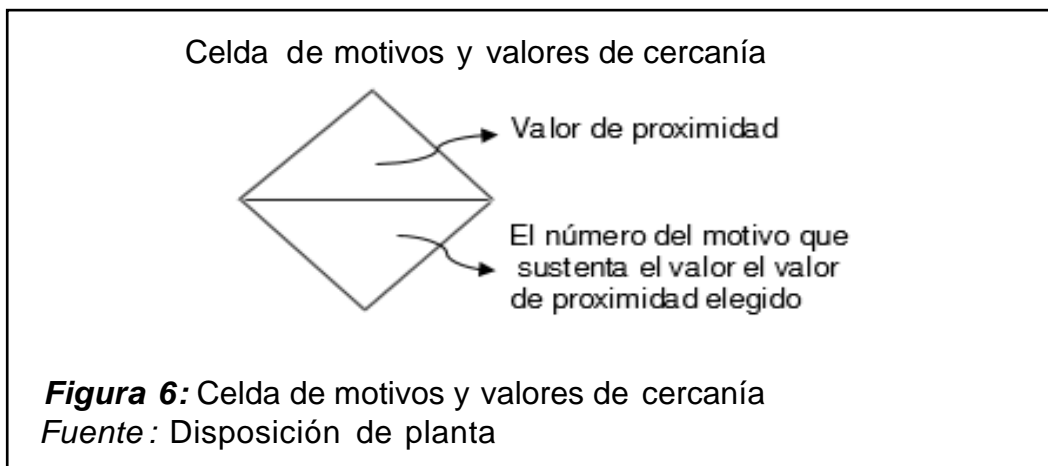 Celda de motivos y valores de cercanía
Valor de proximidad
El número del motivo que
sustenta el valor el valor
de proximidad elegido
Figura 6: Celda de motivos y valores de cercanía
Fuente: Disposición de planta